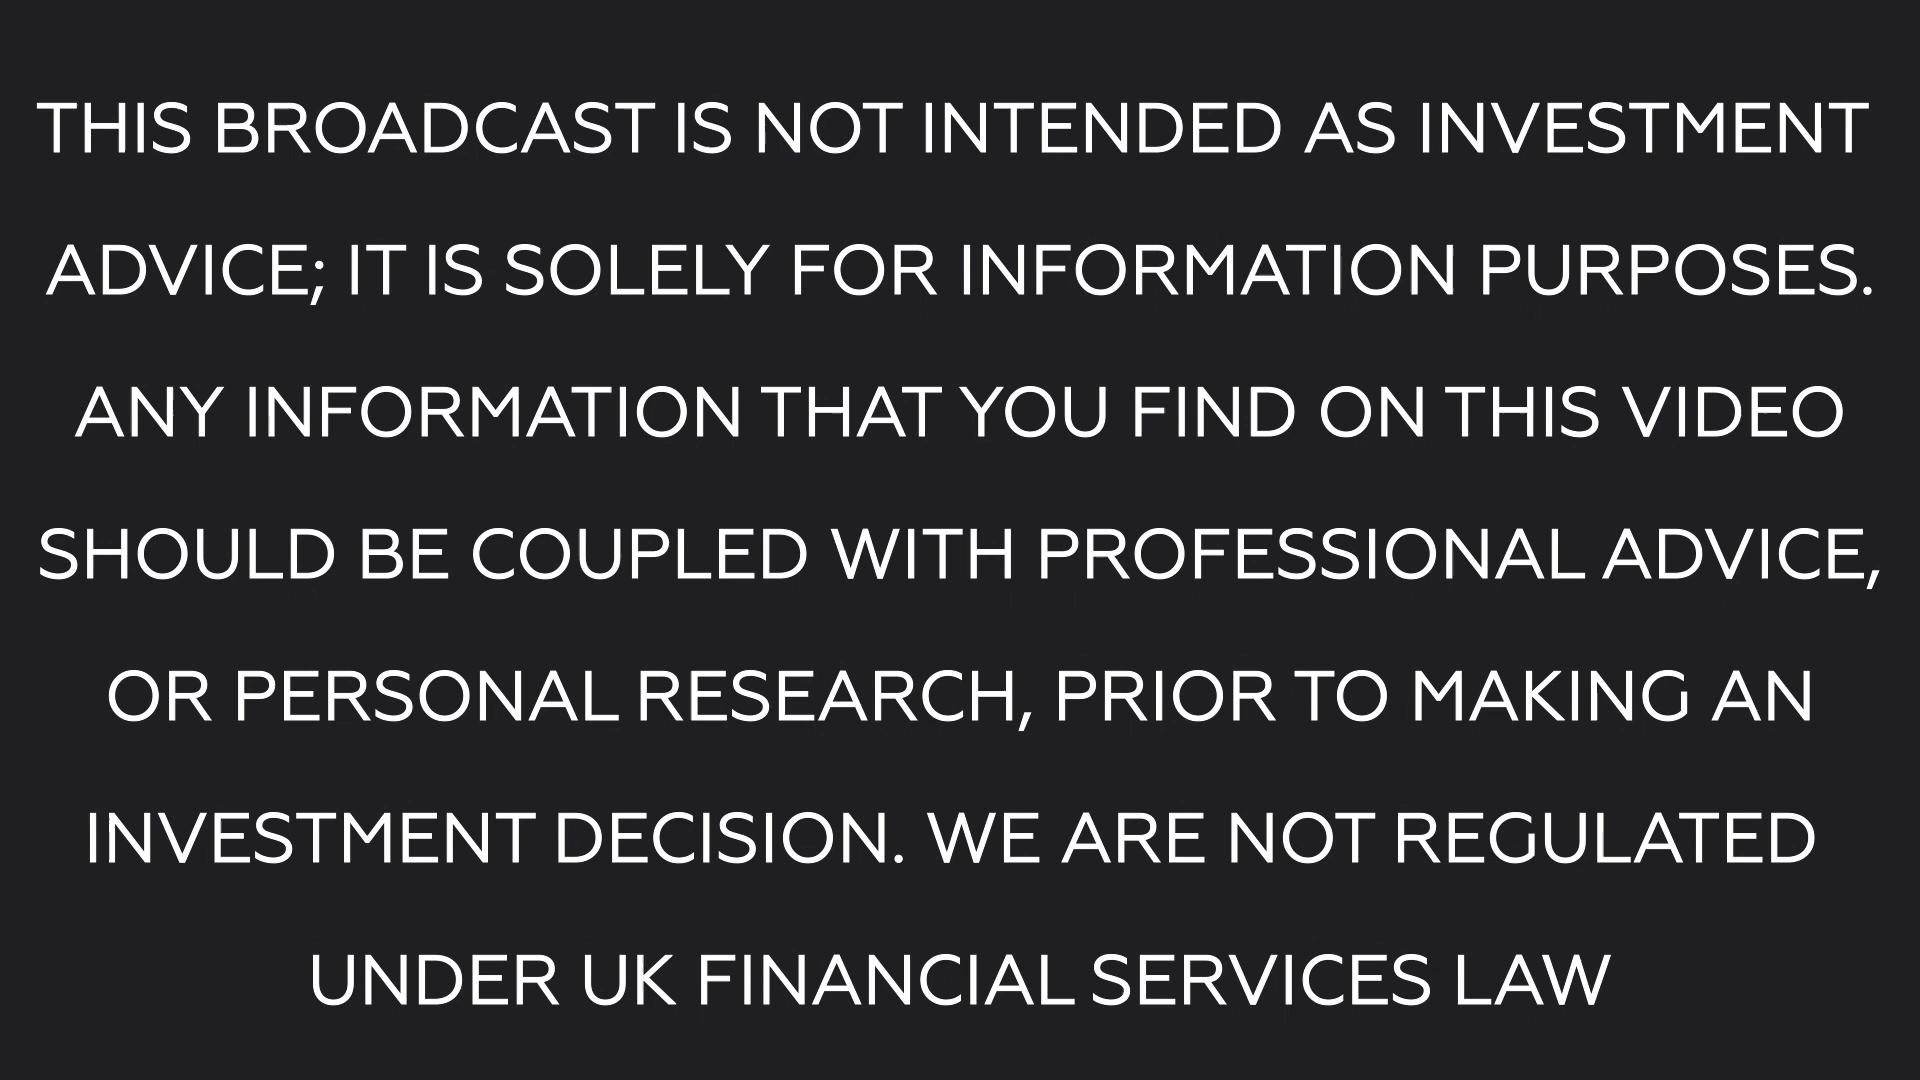 THIS BROADCAST IS NOT INTENDED AS INVESTMENT
ADVICE; IT IS SOLELY FOR INFORMATION PURPOSES.
ANY INFORMATION THAT YOU FIND ON THIS VIDEO
SHOULD BE COUPLED WITH PROFESSIONAL ADVICE,
OR PERSONAL RESEARCH, PRIOR TO MAKING AN
INVESTMENT DECISION. WE ARE NOT REGULATED
UNDER UK FINANCIAL SERVICES LAW